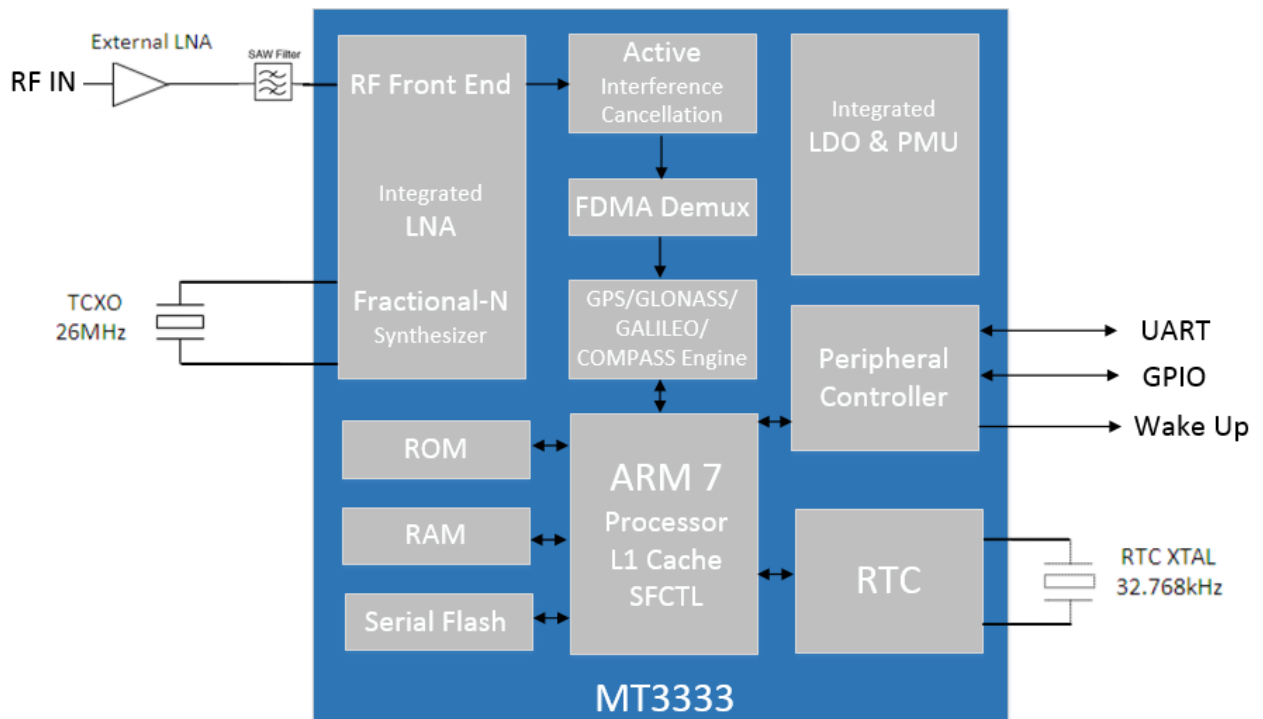 External LNA
SAW Filter
RF IN
RF Front End
Integrated
LNA
Fractional-N
Synthesizer
TCXO
26MHz
Active
Interference
Cancellation
FDMA Demux
GPS/GLONASS/
GALILEO/
COMPASS Engine
Integrated
LDO & PMU
Peripheral
Controller
UART
GPIO
Wake Up
ROM
RAM
Serial Flash
ARM 7
Processor
L1 Cache
SFCTL
RTC
RTC XTAL
32.768kHz
MT3333